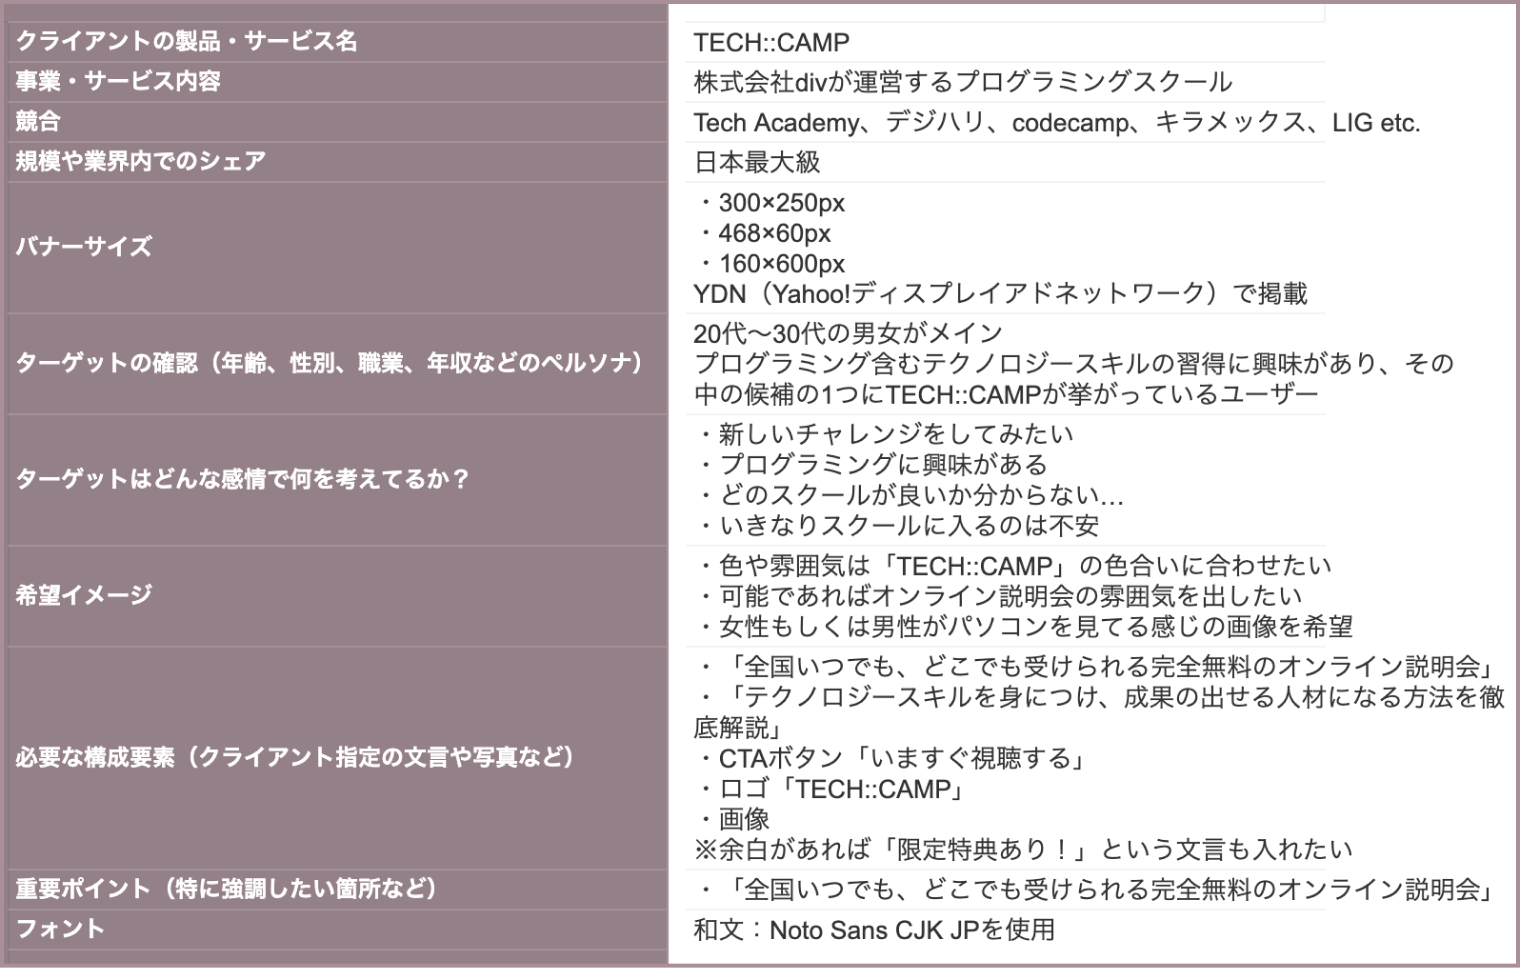 クライアントの製品・サービス名
TECH::CAMP
事業・サービス内容
株式会社divが運営するプログラミングスクール
競合
Tech Academy、デジハリ、codecamp、キラメックス、LIG etc.
規模や業界内でのシェア
日本最大級
バナーサイズ
・300×250px
・468×60px
・160×600px
YDN（Yahoo!ディスプレイアドネットワーク）で掲載
ターゲットの確認（年齢、性別、職業、年収などのペルソナ）
20代〜30代の男女がメイン
プログラミング含むテクノロジースキルの習得に興味があり、その
中の候補の1つにTECH::CAMPが挙がっているユーザー
ターゲットはどんな感情で何を考えてるか？
・新しいチャレンジをしてみたい
・プログラミングに興味がある
・どのスクールが良いか分からない…
・いきなりスクールに入るのは不安
希望イメージ
・色や雰囲気は「TECH::CAMP」の色合いに合わせたい
・可能であればオンライン説明会の雰囲気を出したい
・女性もしくは男性がパソコンを見てる感じの画像を希望
必要な構成要素（クライアント指定の文言や写真など）
・「全国いつでも、どこでも受けられる完全無料のオンライン説明会」
・「テクノロジースキルを身につけ、成果の出せる人材になる方法を徹
底解説」
・CTAボタン「いますぐ視聴する」
・ロゴ「TECH::CAMP」
・画像
※余白があれば「限定特典あり！」という文言も入れたい
重要ポイント（特に強調したい箇所など）
・「全国いつでも、どこでも受けられる完全無料のオンライン説明会」
フォント
和文：Noto Sans CJK JPを使用